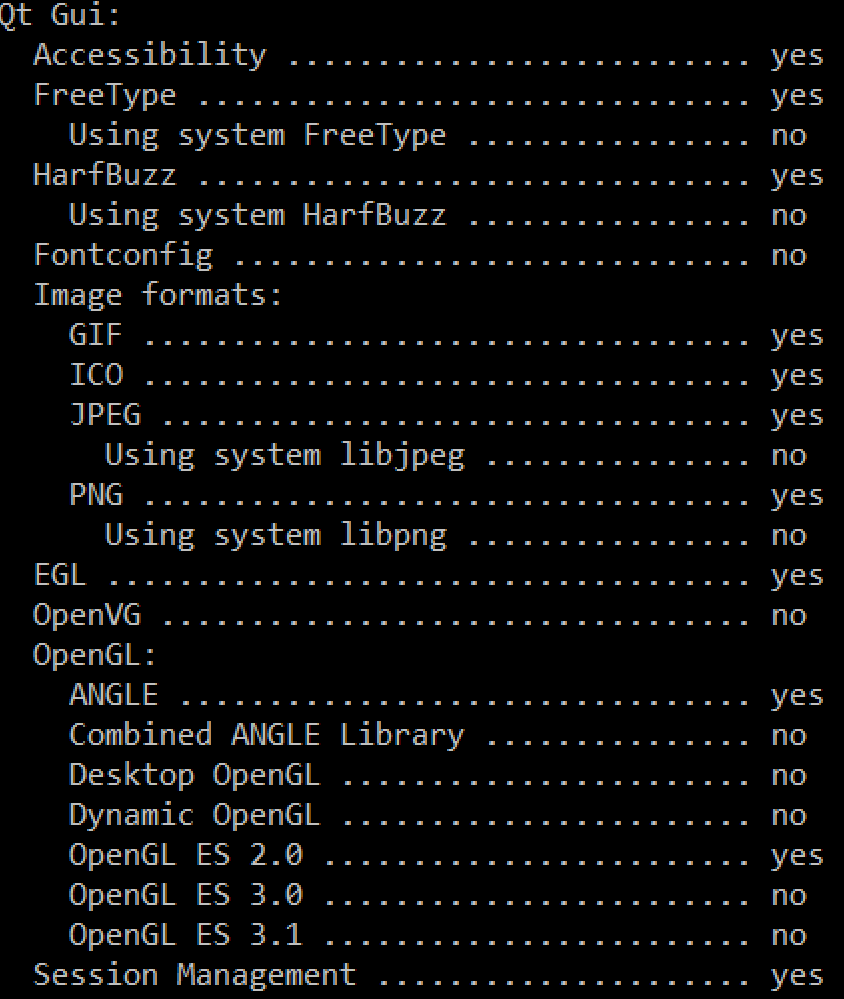 Qt Gui:
  Accessibility .......................... yes
  FreeType ............................... yes
    Using system FreeType ................ no
  HarfBuzz ............................... yes
    Using system HarfBuzz ................ no
  Fontconfig ............................. no
  Image formats:
    GIF .................................. yes
    ICO .................................. yes
    JPEG ................................. yes
      Using system libjpeg ............... no
    PNG .................................. yes
      Using system libpng ................ no
  EGL .................................... yes
  OpenVG ................................. no
  OpenGL:
    ANGLE ................................ yes
    Combined ANGLE Library ............... no
    Desktop OpenGL ....................... no
    Dynamic OpenGL ....................... no
    OpenGL ES 2.0 ........................ yes
    OpenGL ES 3.0 ........................ no
    OpenGL ES 3.1 ........................ no
  Session Management ..................... yes